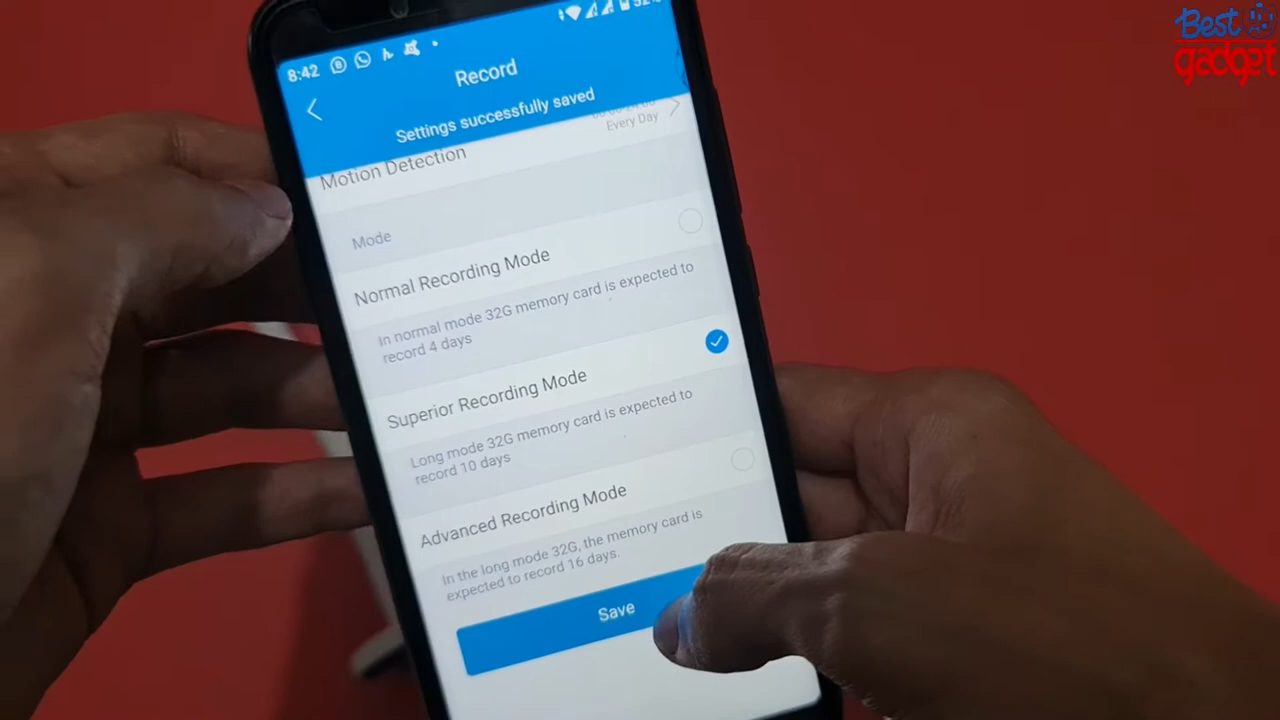 Best
gadget
8:42
Record
Settings successfully saved
Every Day
Motion Detection
Mode
Normal Recording Mode
In normal mode 32G memory card is expected to
record 4 days
Superior Recording Mode
Long mode 32G memory card is expected to
record 10 days
Advanced Recording Mode
In the long mode 32G, the memory card is
expected to record 16 days.
Save